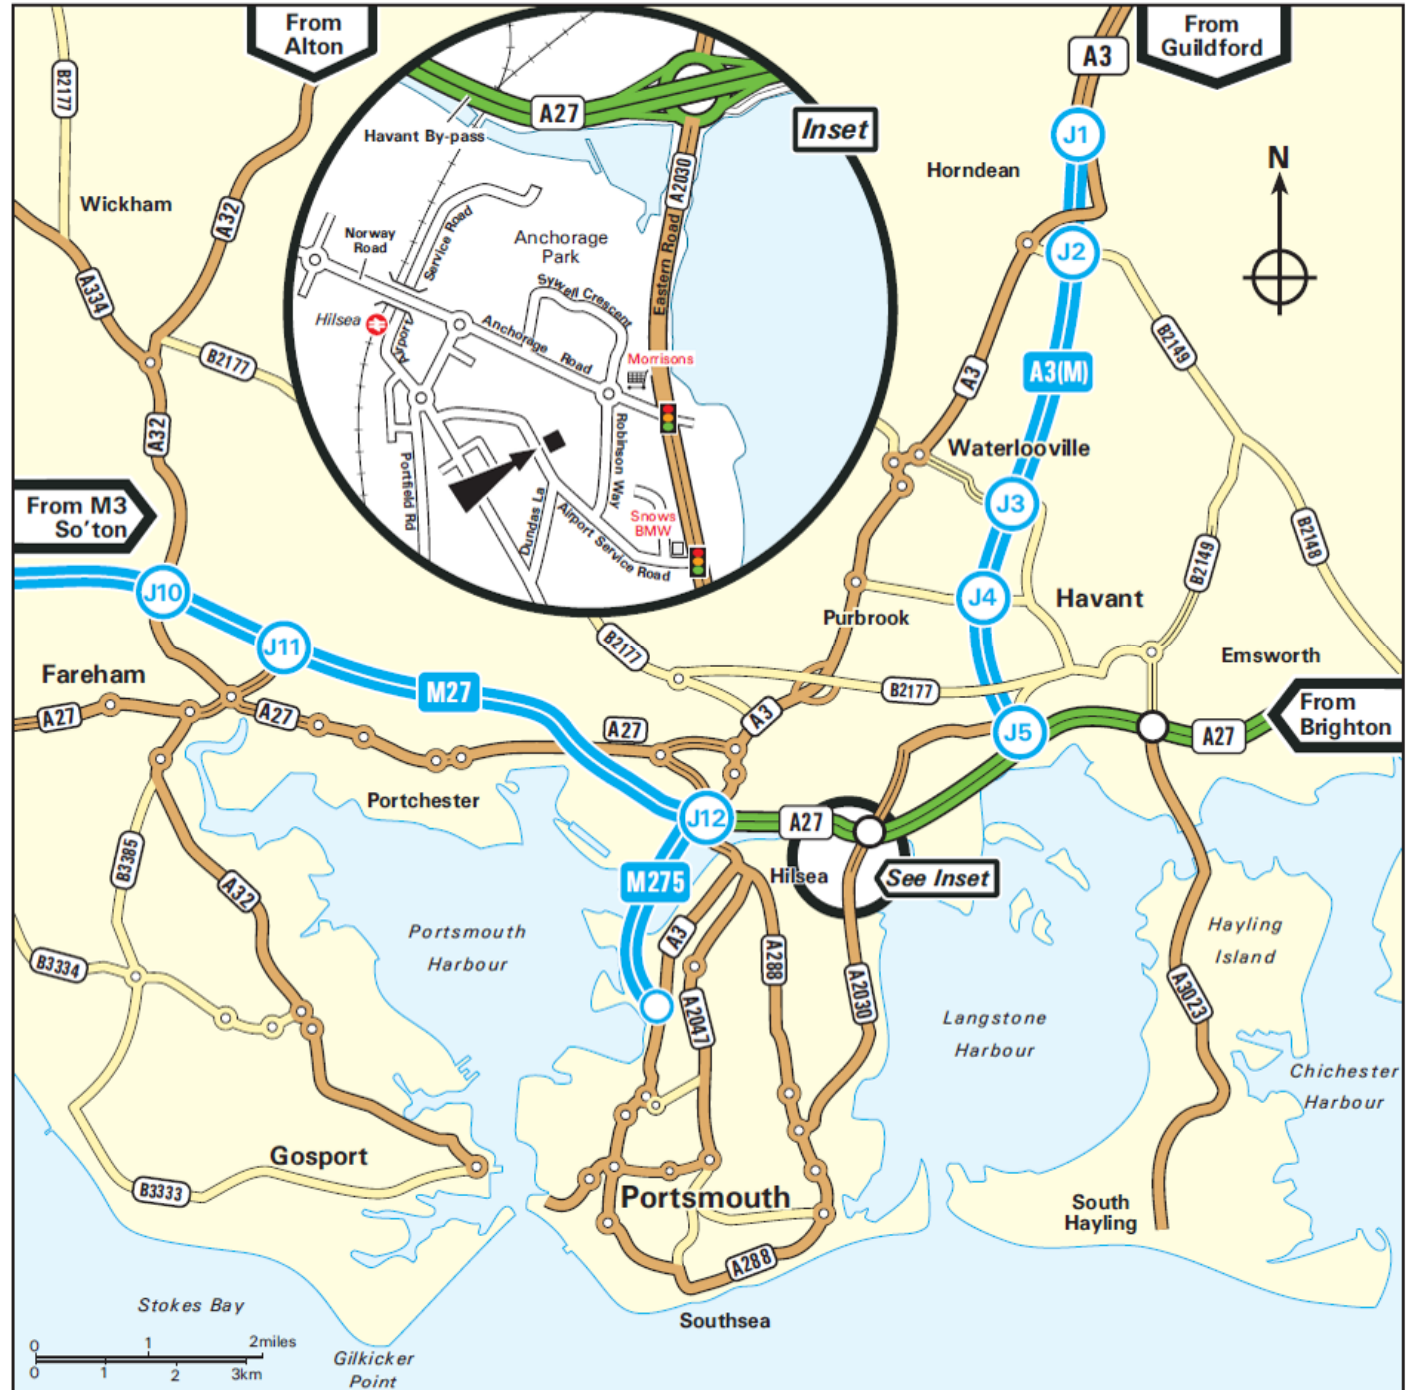 From
Alton
From
Guildford
A3
B2177
J1
A27
Inset
Havant By-pass
Horndean
N
A2030
Wickham
A32
Norway
Road
Service Road
Anchorage
Park
Eastern Road
J2
A334
Sywell Crescent
Hilsea
Airport
Anchorage Road
B2177
B2149
Morrisons
A3(M)
A3
A32
Robinson Way
Waterlooville
Portfield Rd
From M3
So'ton
Dundas La
Airport Service Road
Snows
BMW
J3
B2149
B2148
J10
J4
Havant
Purbrook
J11
B2177
Emsworth
Fareham
M27
B2177
A27
A27
A27
A3
J5
From
Brighton
A27
Portchester
J12
A27
B3385
A32
M275
Hilsea
See Inset
Portsmouth
Harbour
A3
A288
Hayling
Island
B3334
A2030
A3023
A2047
Langstone
Harbour
Chichester
Harbour
Gosport
B3333
Portsmouth
South
Hayling
A288
Stokes Bay
Southsea
0 1 2miles
0 1 2 3km
Gilkicker
Point